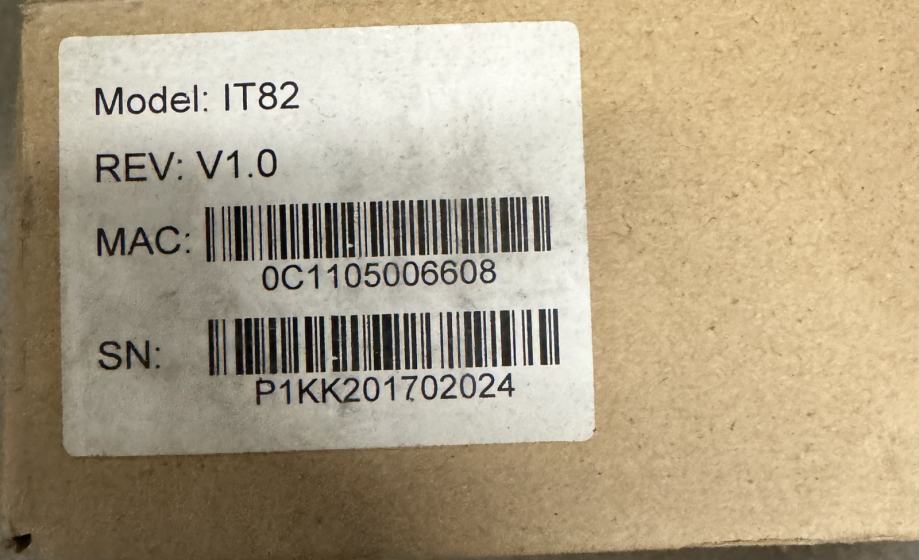 Model: IT82
REV: V1.0
MAC:
0C1105006608
SN:
P1KK201702024